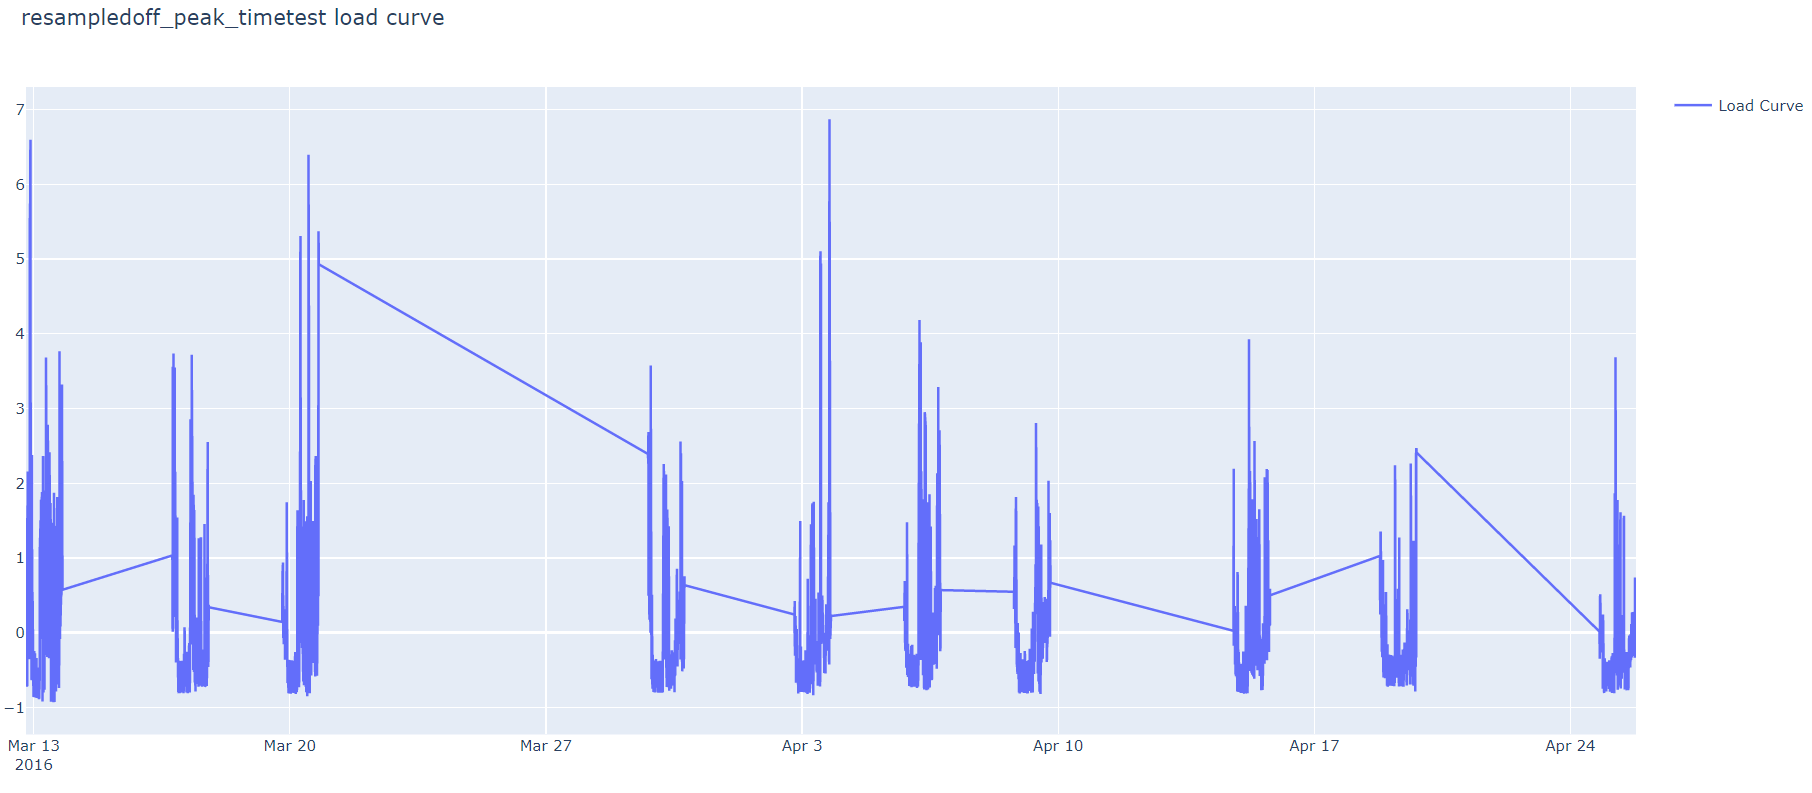 resampledoff_peak_timetest load curve
Load Curve
7
6
5
4
3
2
1
0
−1
Mar 13
2016
Mar 20
Mar 27
Apr 3
Apr 10
Apr 17
Apr 24